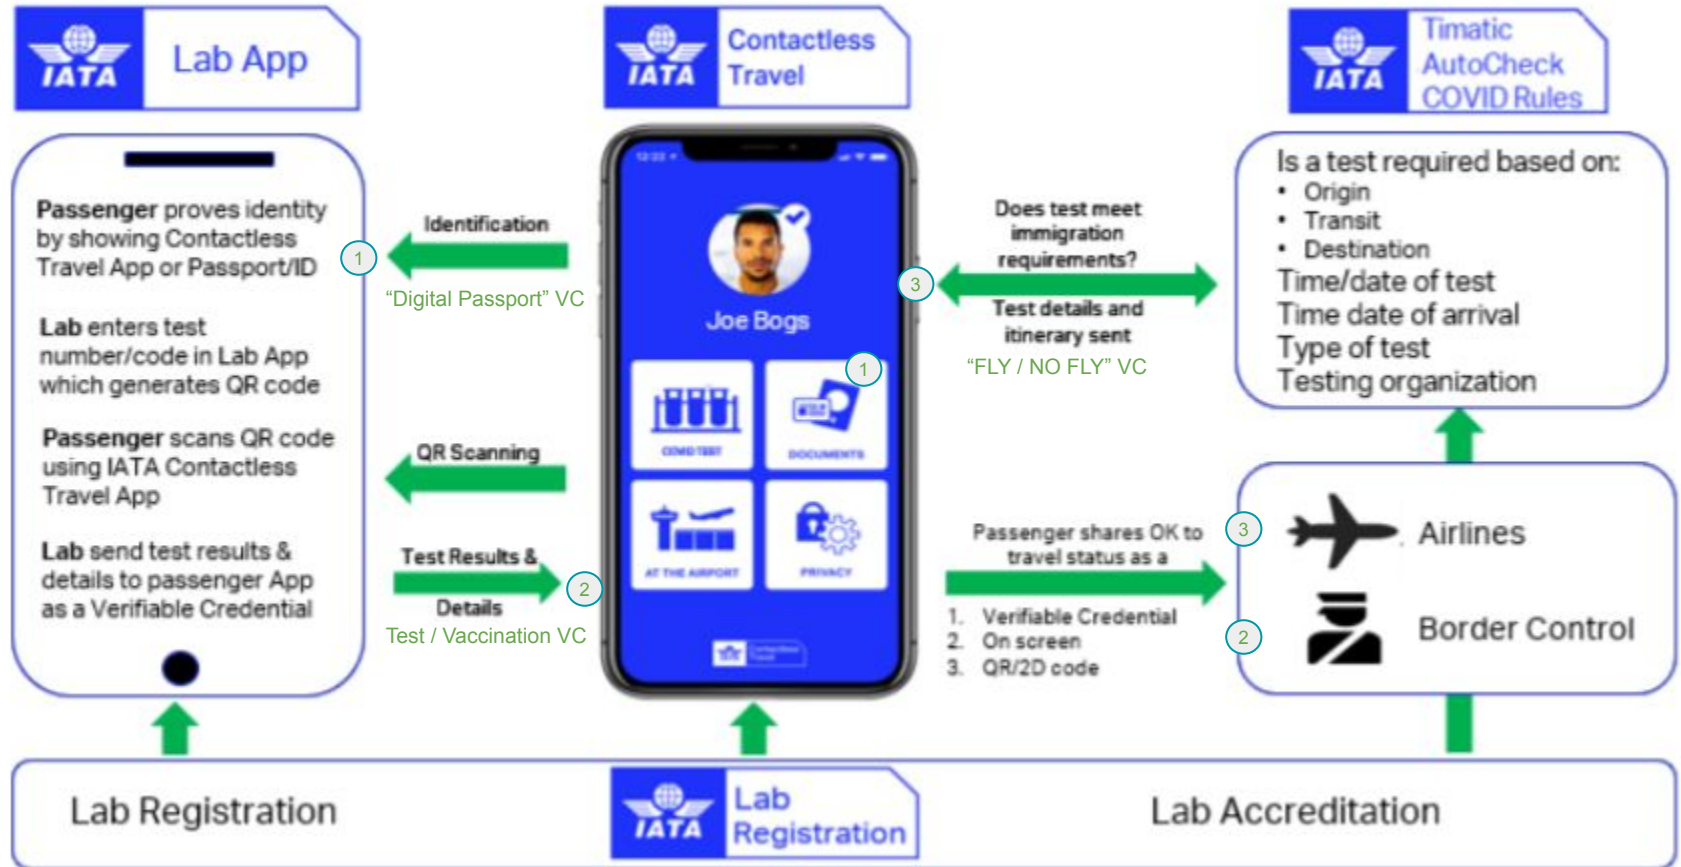 IATA
Lab App
IATA
Contactless
Travel
IATA
Timatic
AutoCheck
COVID Rules
Passenger proves identity
by showing Contactless
Travel App or Passport/ID
1
Lab enters test
number/code in Lab App
which generates QR code
Passenger scans QR code
using IATA Contactless
Travel App
Lab send test results &
details to passenger App
as a Verifiable Credential
Identification
“Digital Passport” VC
QR Scanning
Test Results &
2
Details
Test / Vaccination VC
Joe Bogs
1
COVID TEST
DOCUMENTS
AT THE AIRPORT
PRIVACY
Contactless
Travel
Does test meet
immigration
requirements?
3
Test details and
itinerary sent
“FLY / NO FLY” VC
Is a test required based on:
• Origin
• Transit
• Destination
Time/date of test
Time date of arrival
Type of test
Testing organization
Passenger shares OK to
travel status as a
1. Verifiable Credential
2. On screen
3. QR/2D code
3
Airlines
2
Border Control
Lab Registration
IATA
Lab
Registration
Lab Accreditation